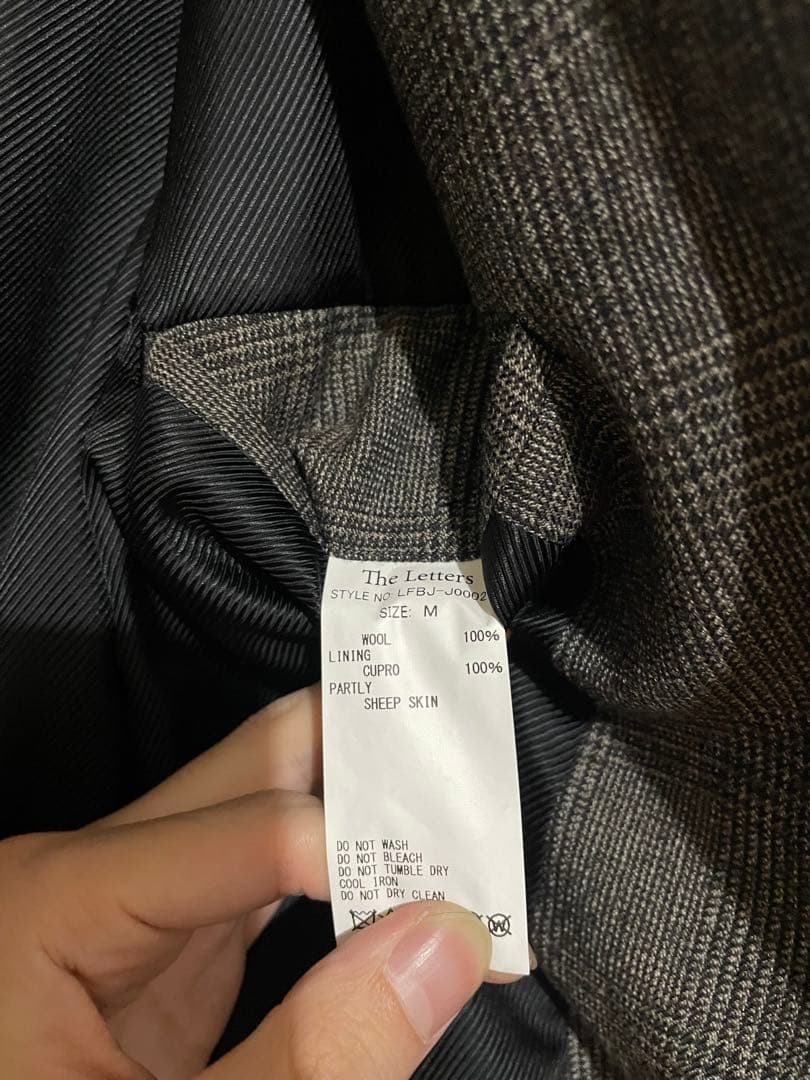 The Letters
STYLE NO: LFBJ-J0002
SIZE: M
WOOL 100%
LINING
CUPRO 100%
PARTLY
SHEEP SKIN
DO NOT WASH
DO NOT BLEACH
DO NOT TUMBLE DRY
COOL IRON
DO NOT DRY CLEAN
W